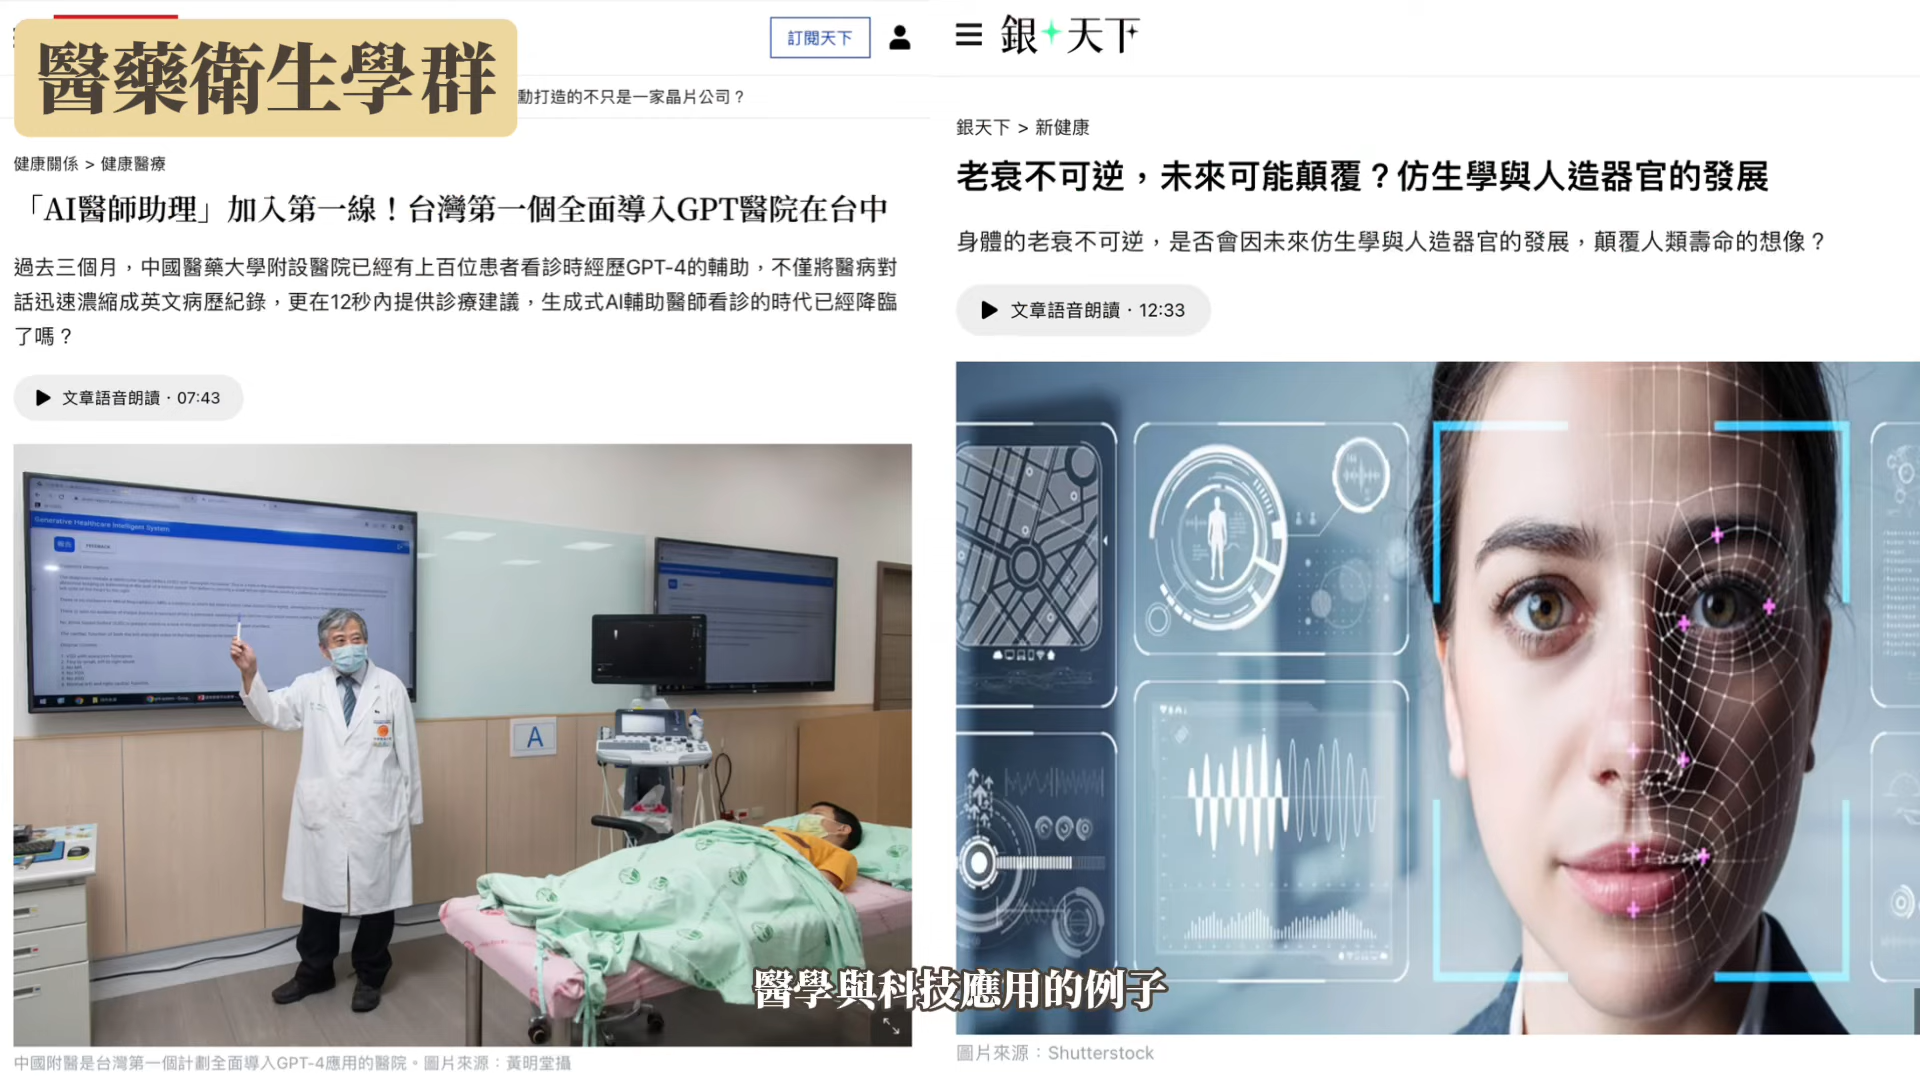 醫藥衛生學群
訂閱天下
動打造的不只是一家晶片公司？
健康關係 > 健康醫療
「AI醫師助理」加入第一線！台灣第一個全面導入GPT醫院在台中
過去三個月，中國醫藥大學附設醫院已經有上百位患者看診時經歷GPT-4的輔助，不僅將醫病對
話迅速濃縮成英文病歷紀錄，更在12秒內提供診療建議，生成式AI輔助醫師看診的時代已經降臨
了嗎？
文章語音朗讀・07:43
Generative Healthcare Intelligent System
FEEDBACK
A
中國附醫是台灣第一個計劃全面導入GPT-4應用的醫院。圖片來源：黃明堂攝
銀天下
銀天下 > 新健康
老衰不可逆，未來可能顛覆？仿生學與人造器官的發展
身體的老衰不可逆，是否會因未來仿生學與人造器官的發展，顛覆人類壽命的想像？
文章語音朗讀・12:33
圖片來源：Shutterstock
醫學與科技應用的例子